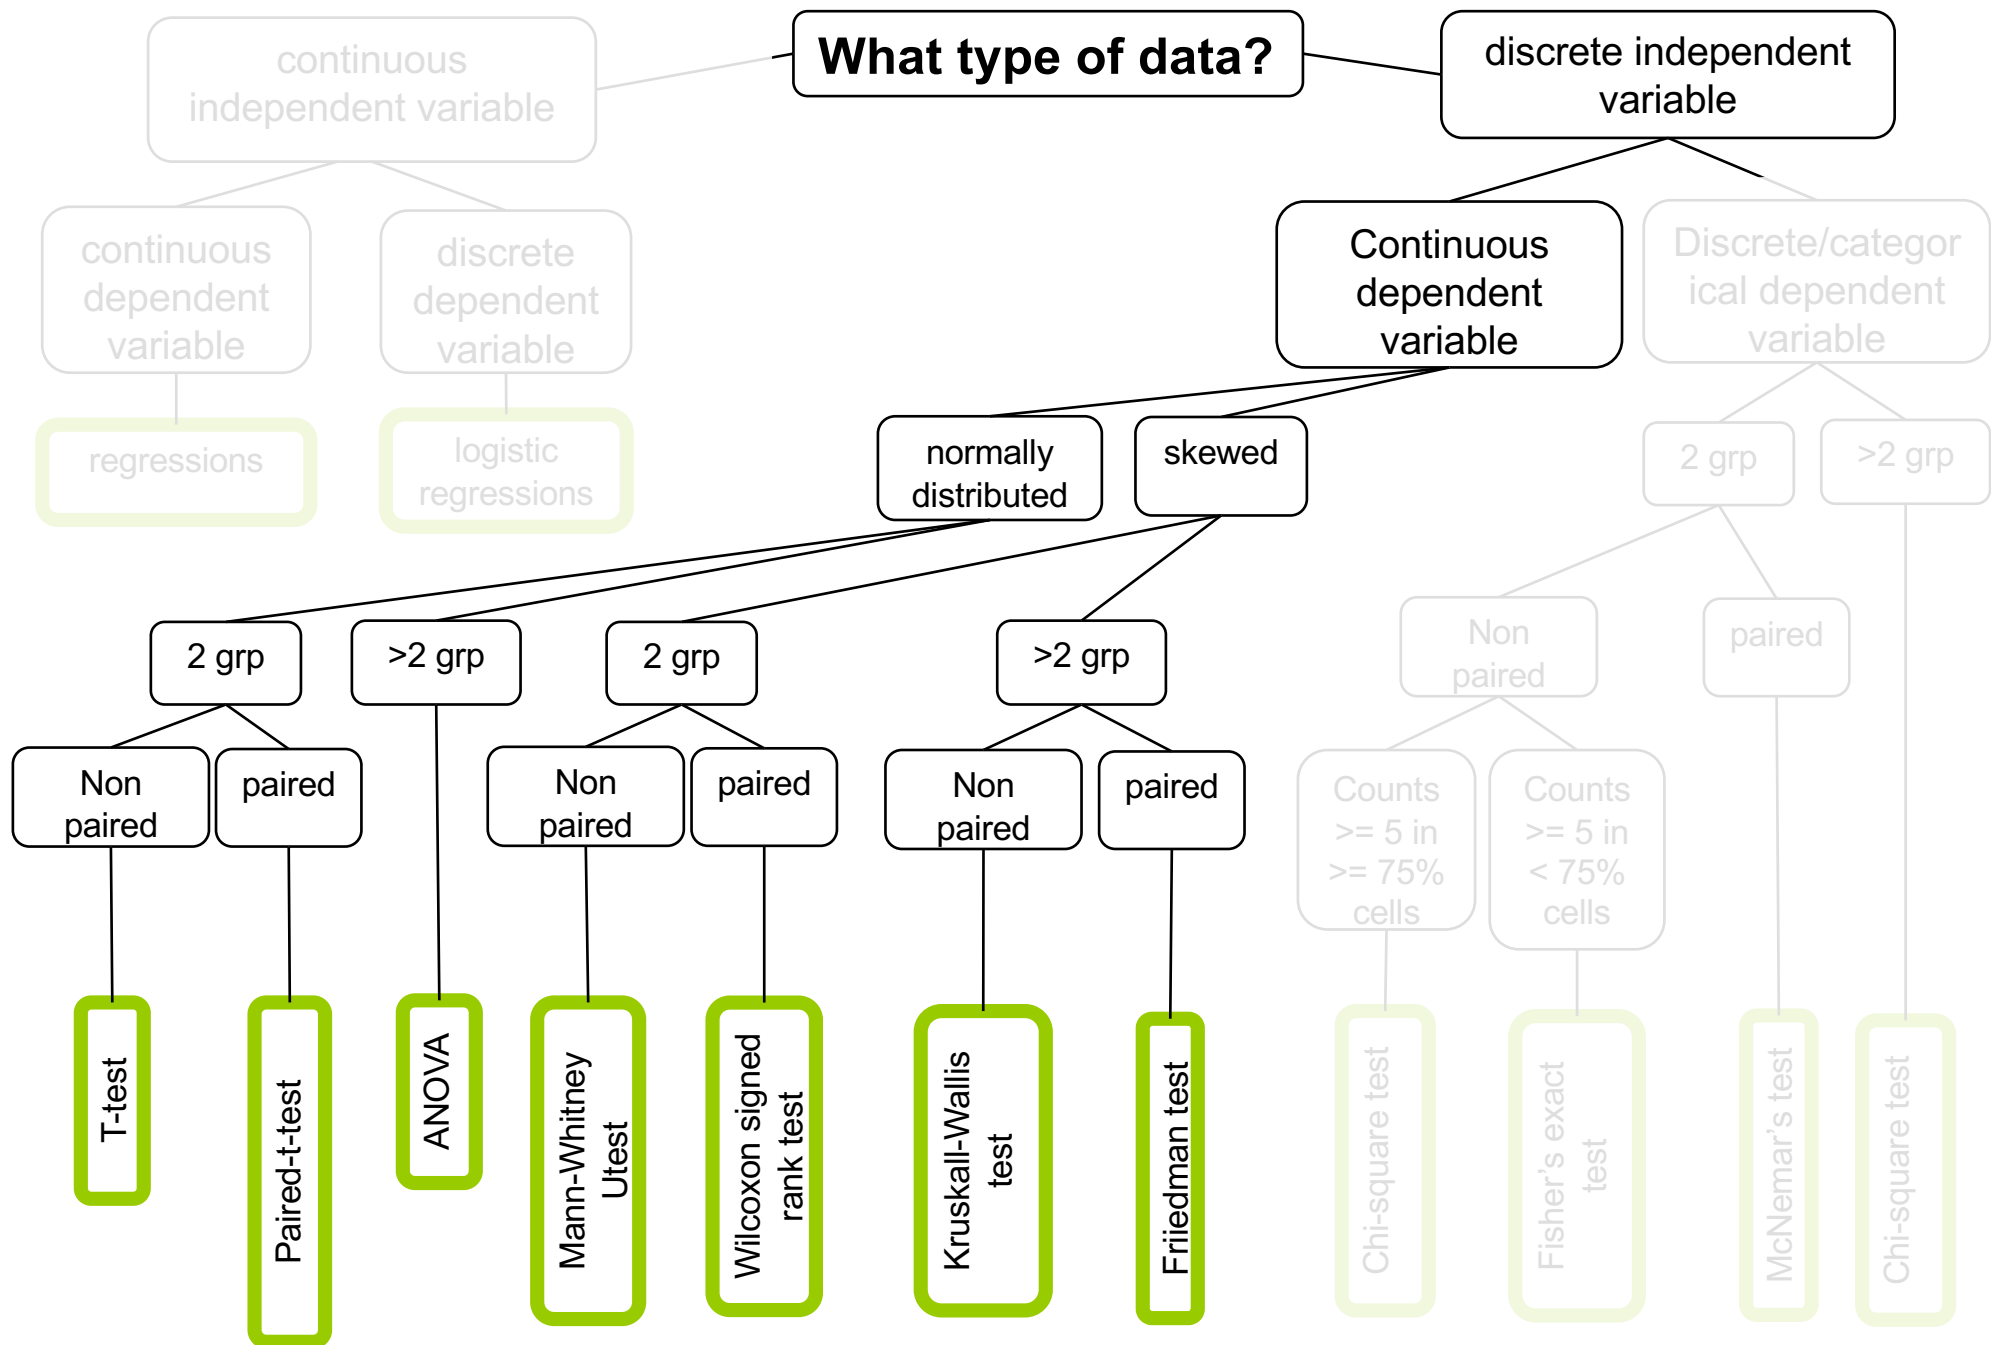 What type of data?
continuous
independent variable
discrete independent
variable
continuous
dependent
variable
discrete
dependent
variable
Continuous
dependent
variable
Discrete/categor
ical dependent
variable
regressions
logistic
regressions
normally
distributed
skewed
2 grp
>2 grp
2 grp
>2 grp
2 grp
>2 grp
Non
paired
paired
Non
paired
paired
Non
paired
paired
Non
paired
paired
Counts
>= 5 in
>= 75%
cells
Counts
>= 5 in
< 75%
cells
T-test
Paired-t-test
ANOVA
Mann-Whitney
Utest
Wilcoxon signed
rank test
Kruskall-Wallis
test
Friiedman test
Chi-square test
Fisher's exact
test
McNemar's test
Chi-square test